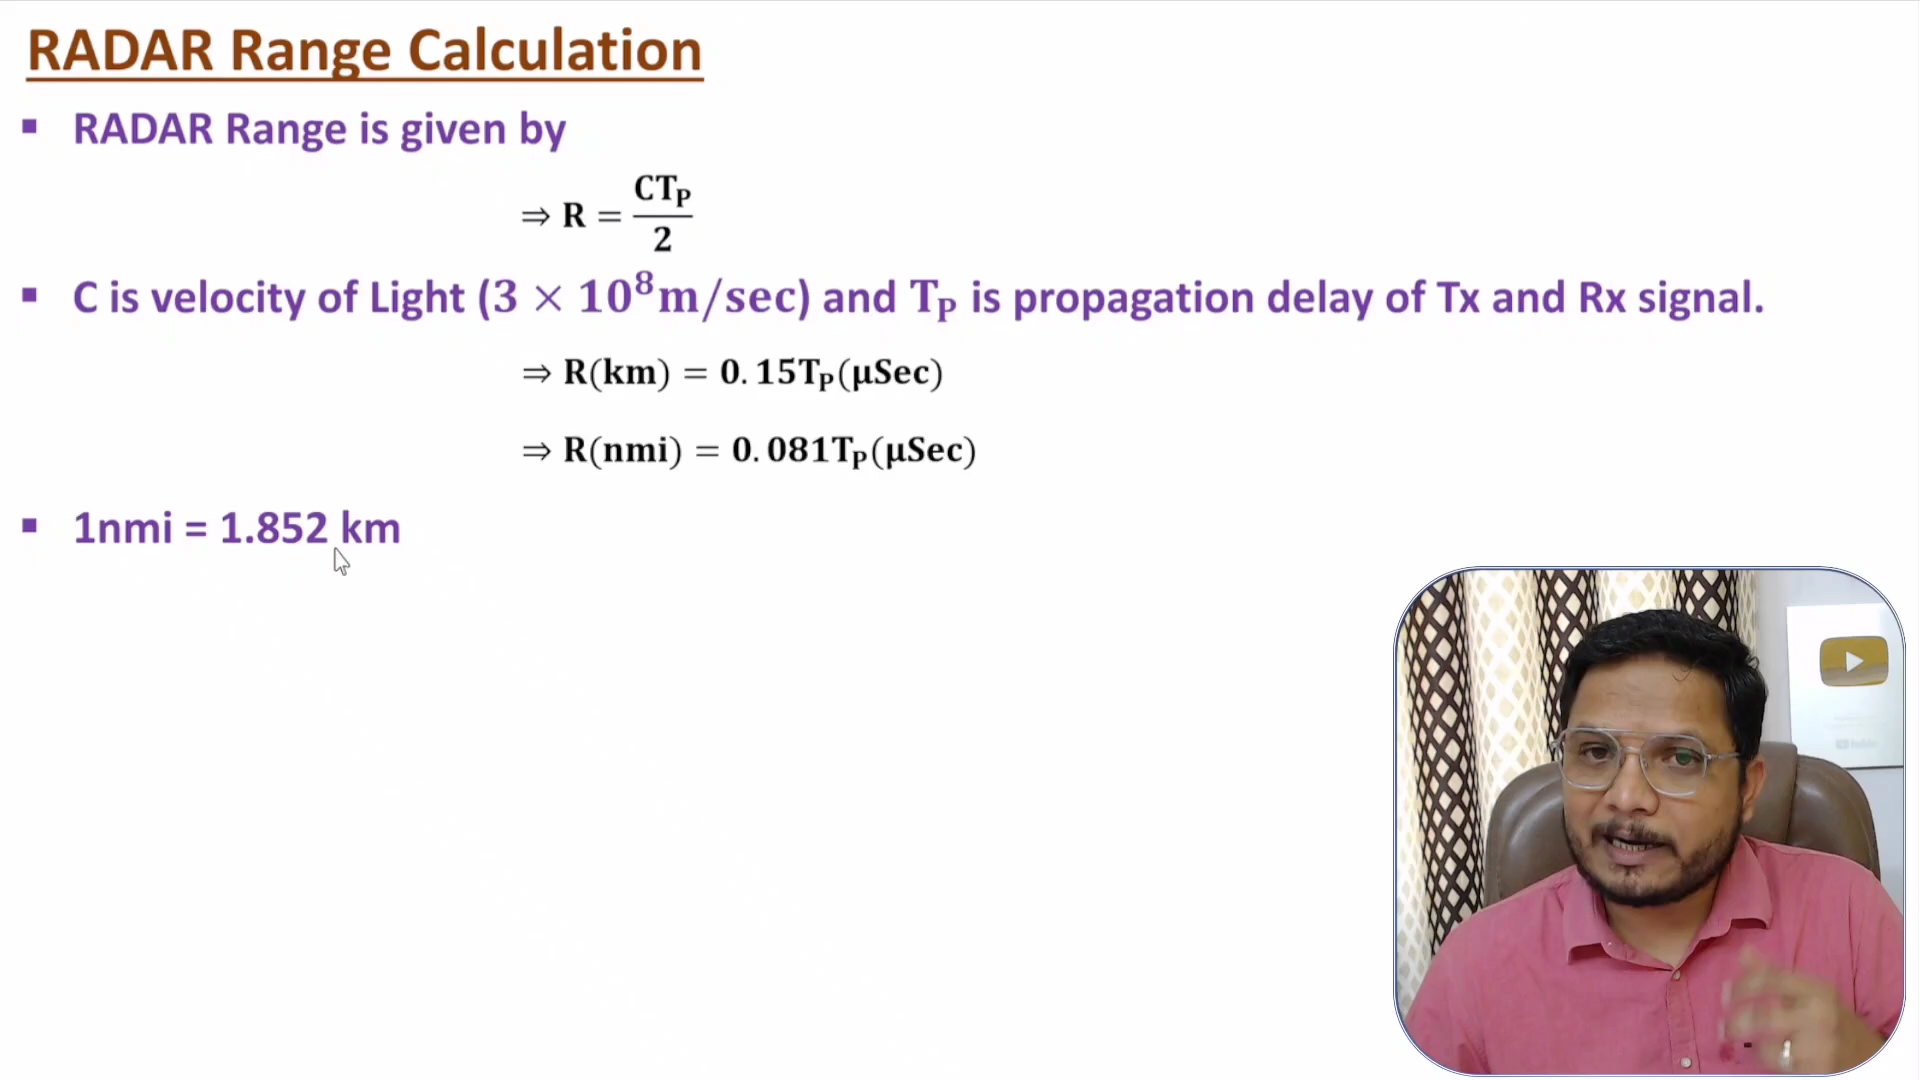 RADAR Range Calculation
▪ RADAR Range is given by
⇒ R = CT_P / 2
▪ C is velocity of Light (3 × 10⁸m/sec) and T_P is propagation delay of Tx and Rx signal.
⇒ R(km) = 0.15T_P(μSec)
⇒ R(nmi) = 0.081T_P(μSec)
▪ 1nmi = 1.852 km